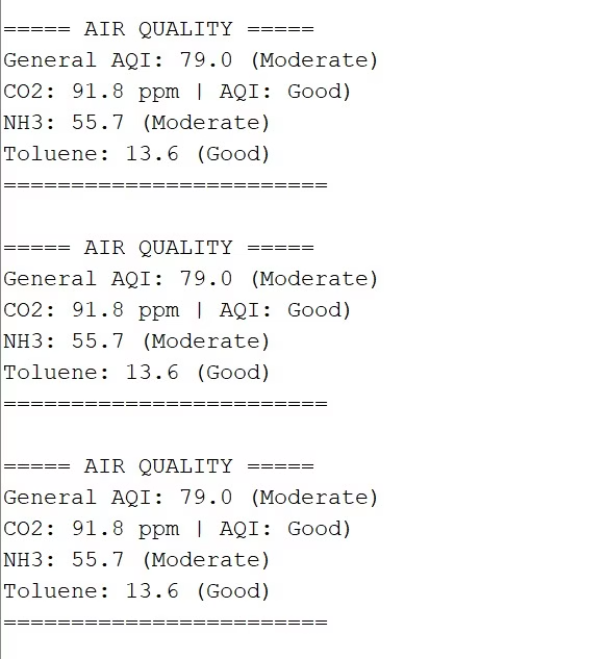 ===== AIR QUALITY =====
General AQI: 79.0 (Moderate)
CO2: 91.8 ppm | AQI: Good)
NH3: 55.7 (Moderate)
Toluene: 13.6 (Good)
========================
===== AIR QUALITY =====
General AQI: 79.0 (Moderate)
CO2: 91.8 ppm | AQI: Good)
NH3: 55.7 (Moderate)
Toluene: 13.6 (Good)
========================
===== AIR QUALITY =====
General AQI: 79.0 (Moderate)
CO2: 91.8 ppm | AQI: Good)
NH3: 55.7 (Moderate)
Toluene: 13.6 (Good)
========================